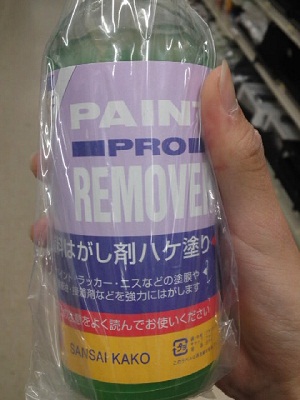 PAINT
PRO
REMOVE
はがし剤ハケ塗り
ラッカー・エスなどの塗膜や
剤などを強力にはがします
をよく読んでお使いください
SANSAI KAKO